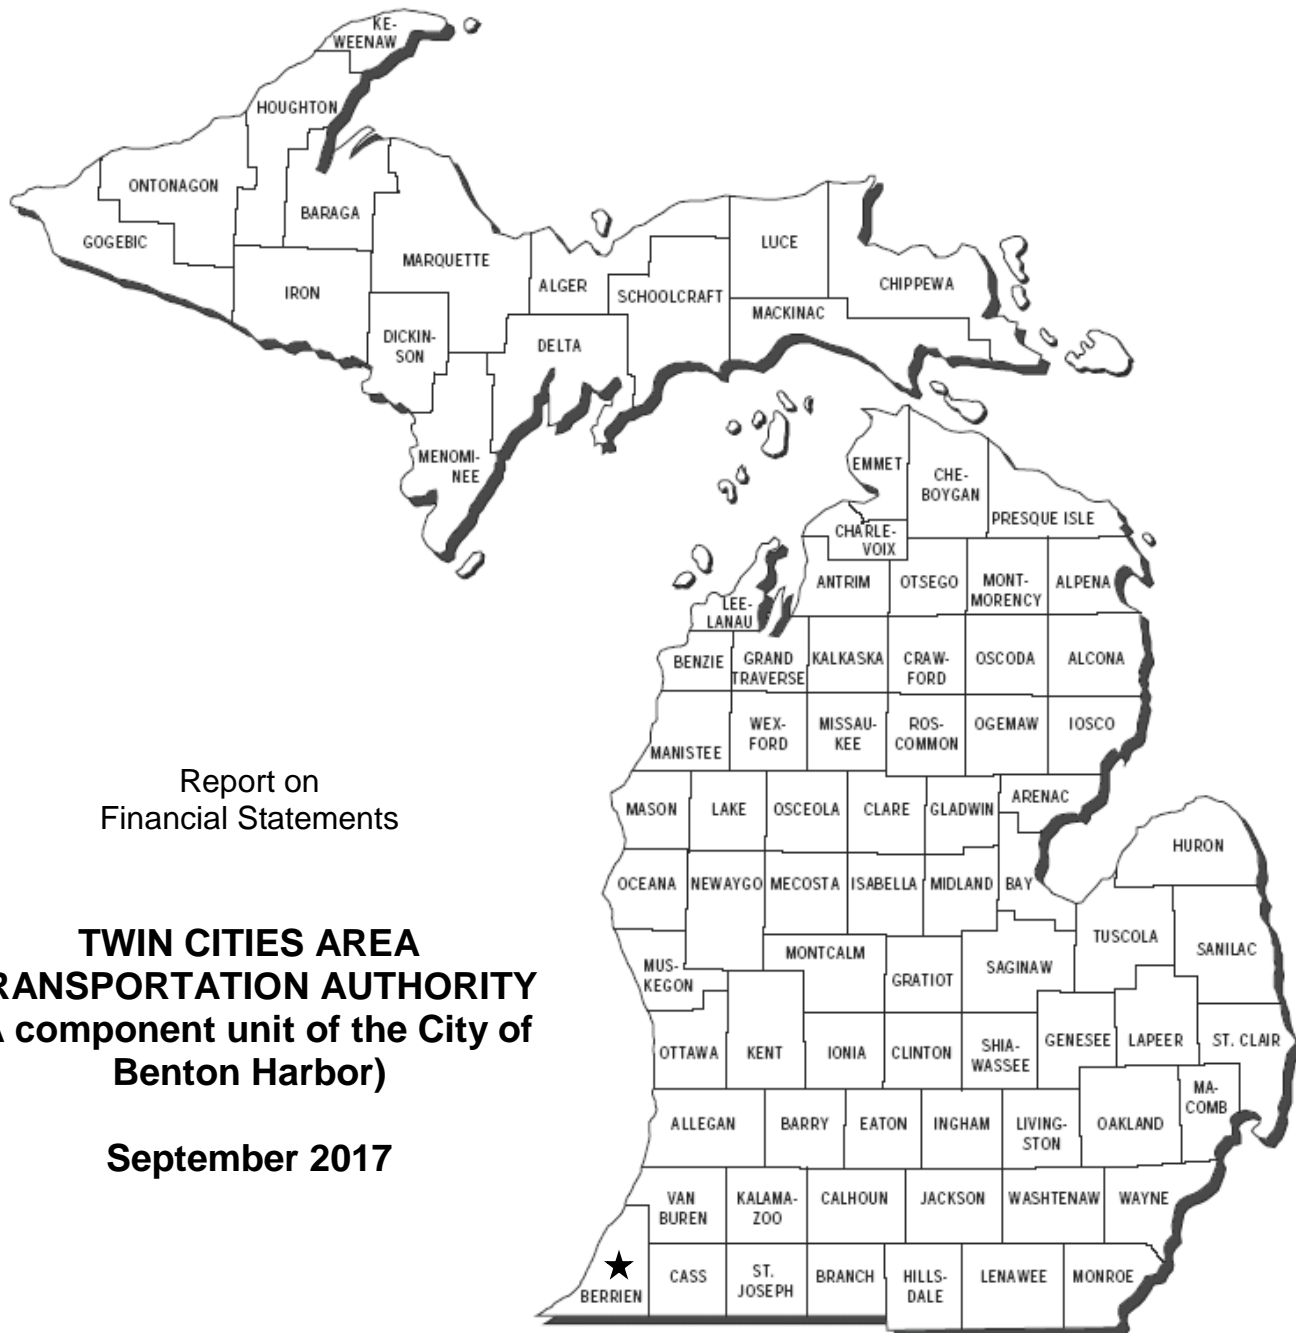 KE-
WEENAW
HOUGHTON
ONTONAGON
BARAGA
GOGEBIC
MARQUETTE
LUCE
ALGER
CHIPPEWA
IRON
SCHOOLCRAFT
MACKINAC
DICKIN-
SON
DELTA
MENOMI-
NEE
EMMET
CHE-
BOYGAN
PRESQUE ISLE
CHARLE-
VOIX
ANTRIM
OTSEGO
MONT-
MORENCY
ALPENA
LEE-
LANAU
BENZIE
GRAND
TRAVERSE
KALKASKA
CRAW-
FORD
OSCODA
ALCONA
MANISTEE
WEX-
FORD
MISSAU-
KEE
ROS-
COMMON
OGEMAW
IOSCO
Report on
Financial Statements
MASON
LAKE
OSCEOLA
CLARE
GLADWIN
ARENAC
HURON
OCEANA
NEWAYGO
MECOSTA
ISABELLA
MIDLAND
BAY
TWIN CITIES AREA
RANSPORTATION AUTHORITY
A component unit of the City of
Benton Harbor)
September 2017
MUS-
KEGON
MONTCALM
GRATIOT
SAGINAW
TUSCOLA
SANILAC
OTTAWA
KENT
IONIA
CLINTON
SHIA-
WASSEE
GENESEE
LAPEER
ST. CLAIR
ALLEGAN
BARRY
EATON
INGHAM
LIVING-
STON
OAKLAND
MA-
COMB
VAN
BUREN
KALAMA-
ZOO
CALHOUN
JACKSON
WASHTENAW
WAYNE
BERRIEN
CASS
ST.
JOSEPH
BRANCH
HILLS-
DALE
LENAWEE
MONROE